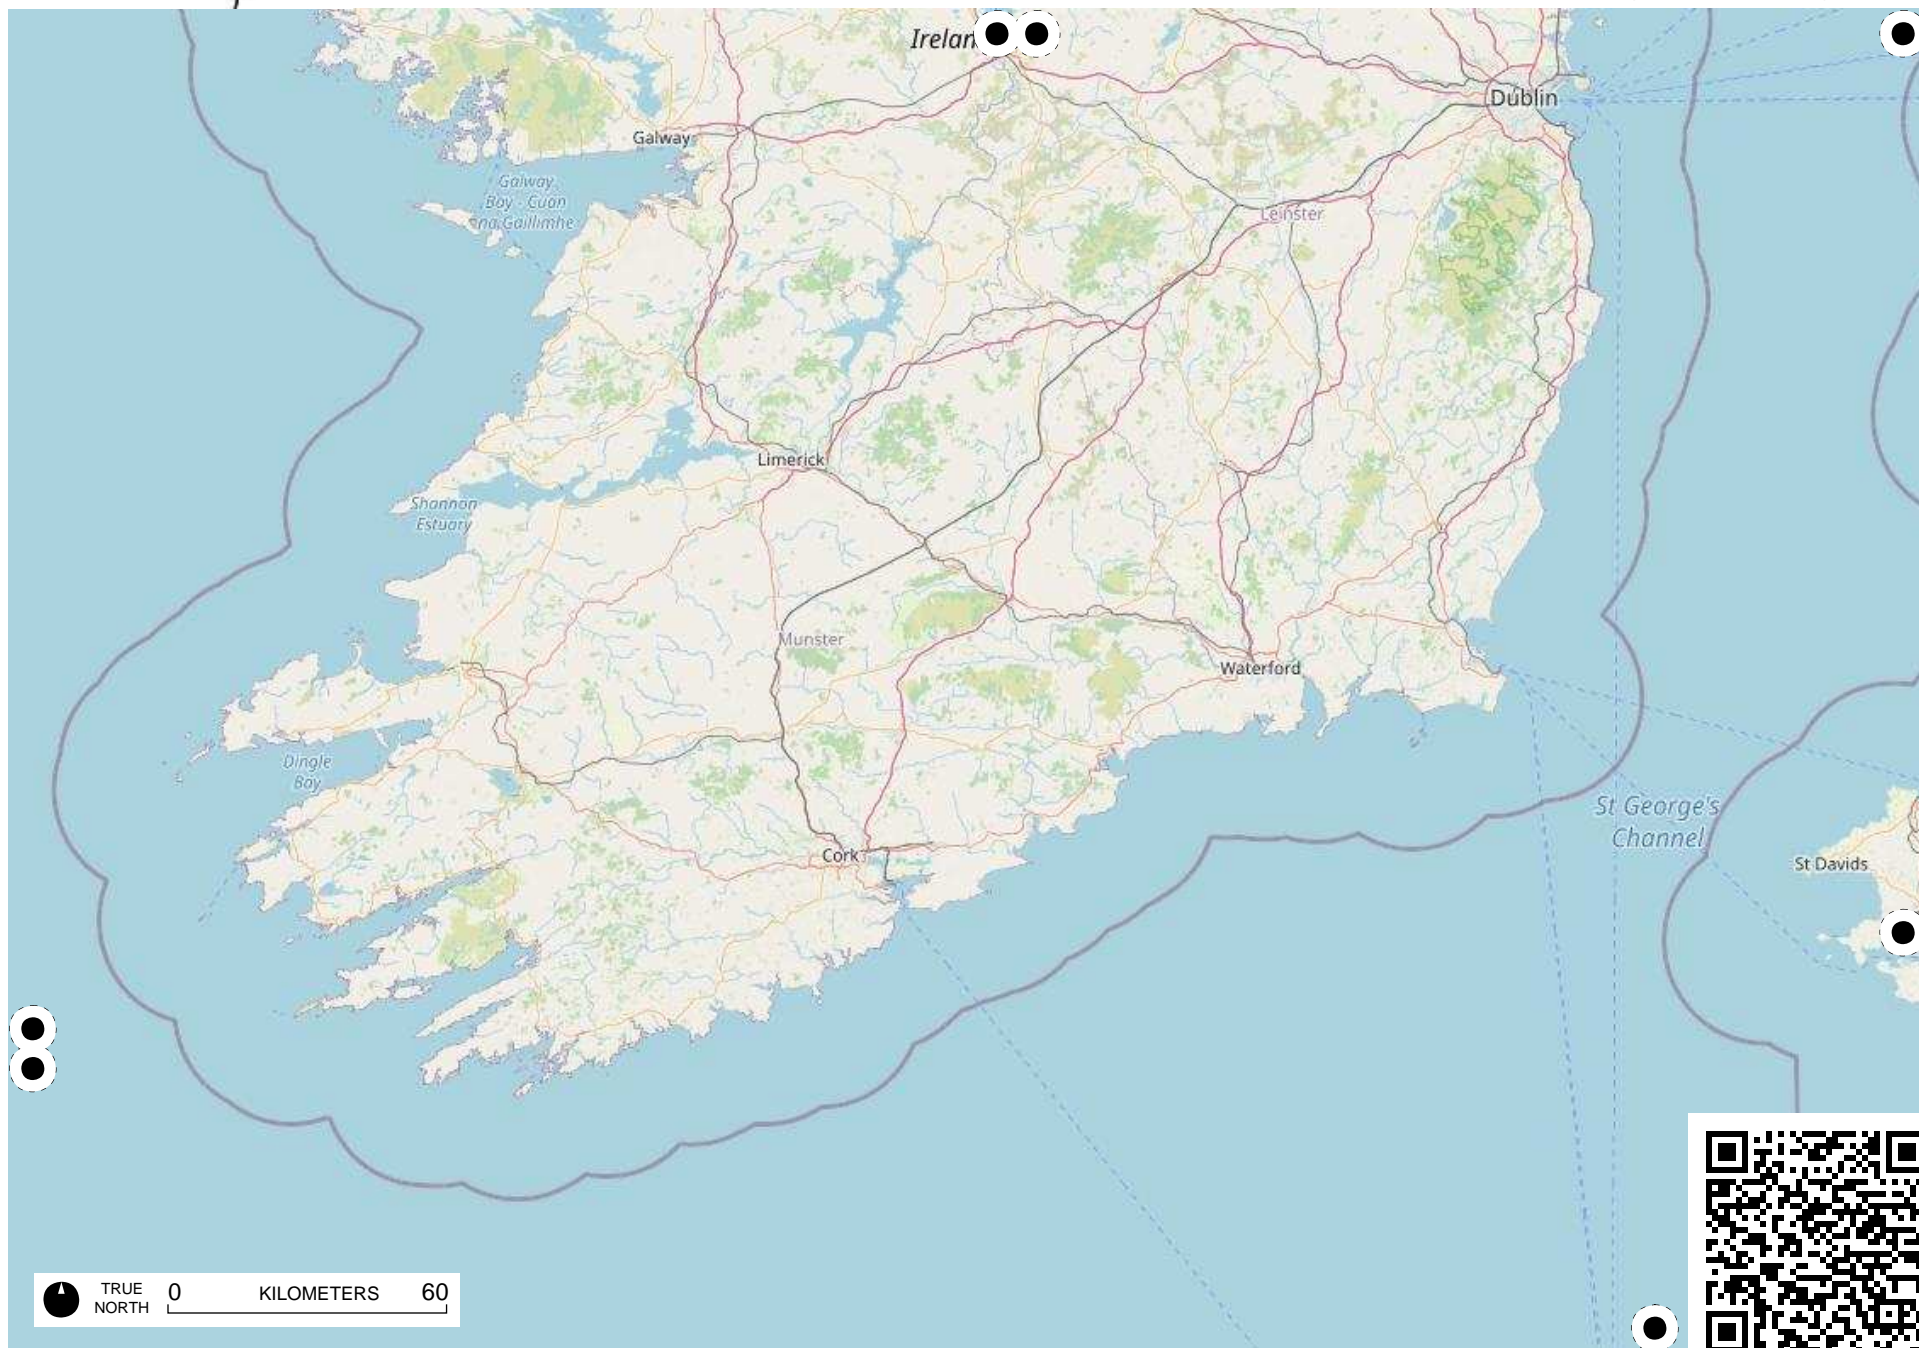 Dublin
Galway
Galway
Bay - Cuan
na Gaillimhe
Leinster
Limerick
Shannon
Estuary
Munster
Waterford
Dingle
Bay
St George's
Channel
Cork
St Davids
TRUE
NORTH
0 KILOMETERS 60